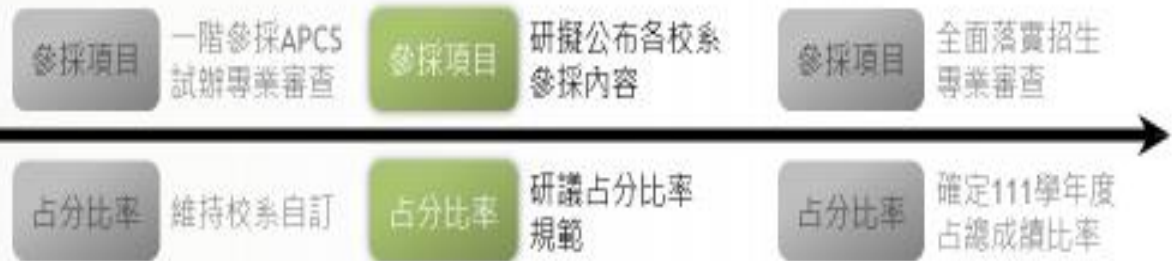 參採項目
一階參採APCS
試辦專業審查
參採項目
研擬公布各校系
參採內容
參採項目
全面落實招生
專業審查
占分比率
維持校系自訂
占分比率
研議占分比率
規範
占分比率
確定111學年度
占總成績比率